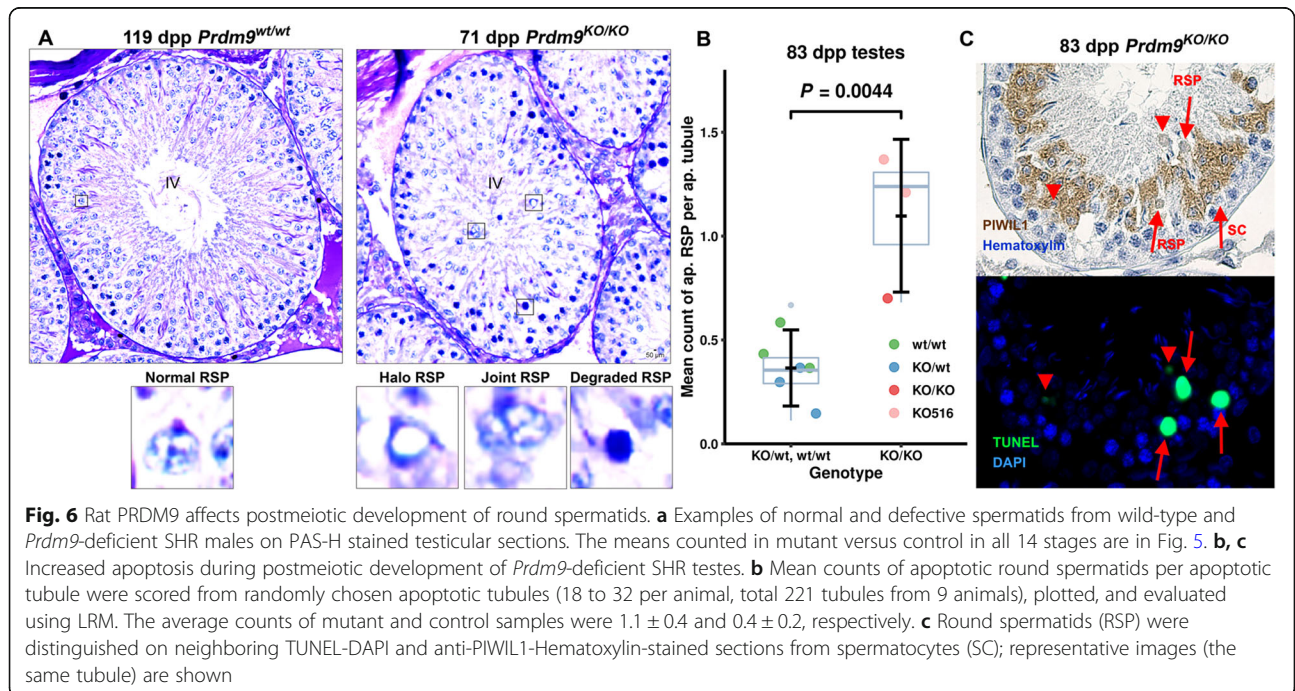 A
119 dpp Prdm9wt/wt
71 dpp Prdm9KO/KO
IV
IV
50 µm
Normal RSP
Halo RSP
Joint RSP
Degraded RSP
B
83 dpp testes
P = 0.0044
Mean count of ap. RSP per ap. tubule
1.5
1.0
0.5
0.0
wt/wt
KO/wt
KO/KO
KO516
KO/wt, wt/wt
KO/KO
Genotype
C
83 dpp Prdm9KO/KO
RSP
PIWIL1
Hematoxylin
RSP
SC
TUNEL
DAPI
Fig. 6 Rat PRDM9 affects postmeiotic development of round spermatids. a Examples of normal and defective spermatids from wild-type and
Prdm9-deficient SHR males on PAS-H stained testicular sections. The means counted in mutant versus control in all 14 stages are in Fig. 5. b, c
Increased apoptosis during postmeiotic development of Prdm9-deficient SHR testes. b Mean counts of apoptotic round spermatids per apoptotic
tubule were scored from randomly chosen apoptotic tubules (18 to 32 per animal, total 221 tubules from 9 animals), plotted, and evaluated
using LRM. The average counts of mutant and control samples were 1.1 ± 0.4 and 0.4 ± 0.2, respectively. c Round spermatids (RSP) were
distinguished on neighboring TUNEL-DAPI and anti-PIWIL1-Hematoxylin-stained sections from spermatocytes (SC); representative images (the
same tubule) are shown